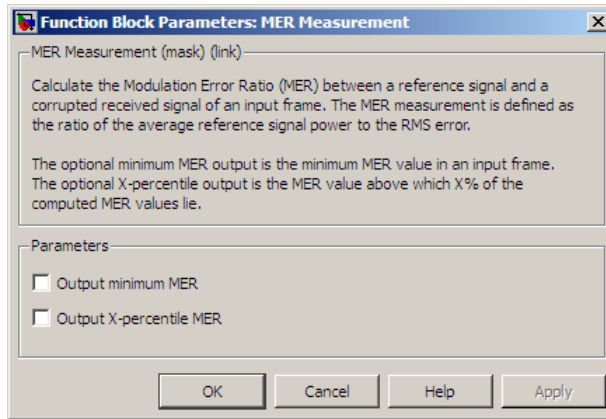 Function Block Parameters: MER Measurement
MER Measurement (mask) (link)
Calculate the Modulation Error Ratio (MER) between a reference signal and a
corrupted received signal of an input frame. The MER measurement is defined as
the ratio of the average reference signal power to the RMS error.
The optional minimum MER output is the minimum MER value in an input frame.
The optional X-percentile output is the MER value above which X% of the
computed MER values lie.
Parameters
Output minimum MER
Output X-percentile MER
OK Cancel Help Apply